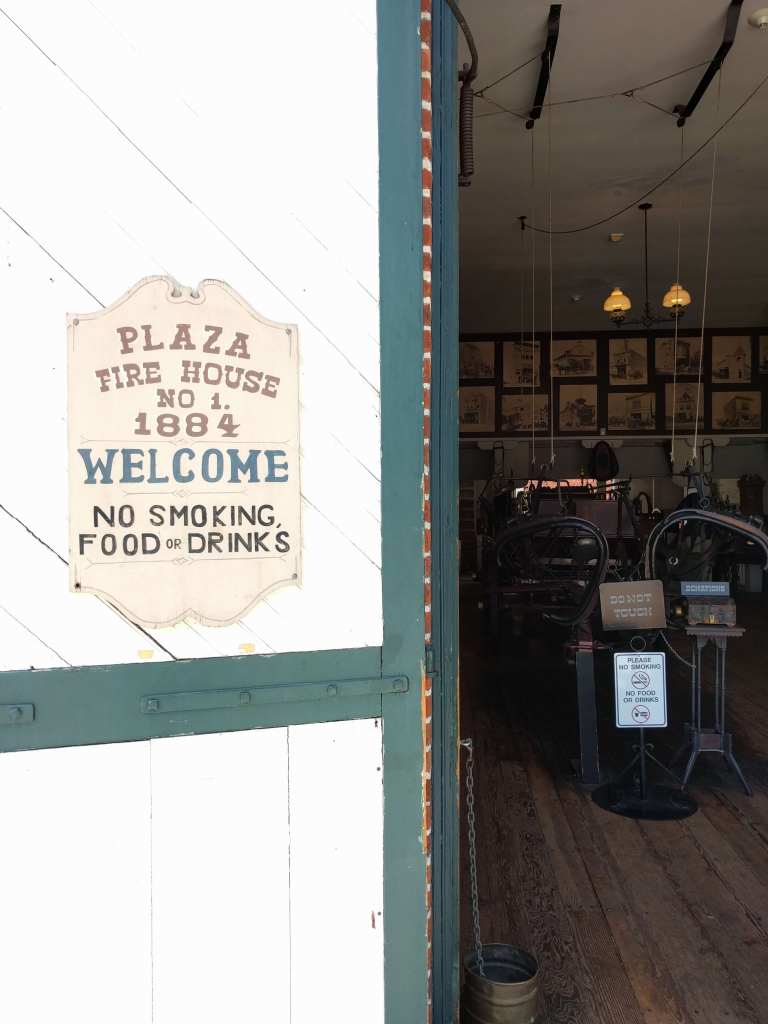 PLAZA
FIRE HOUSE
NO 1.
1884
WELCOME
NO SMOKING,
FOOD OR DRINKS
DO NOT
TOUCH
DONATIONS
PLEASE
NO SMOKING
NO FOOD
OR DRINKS